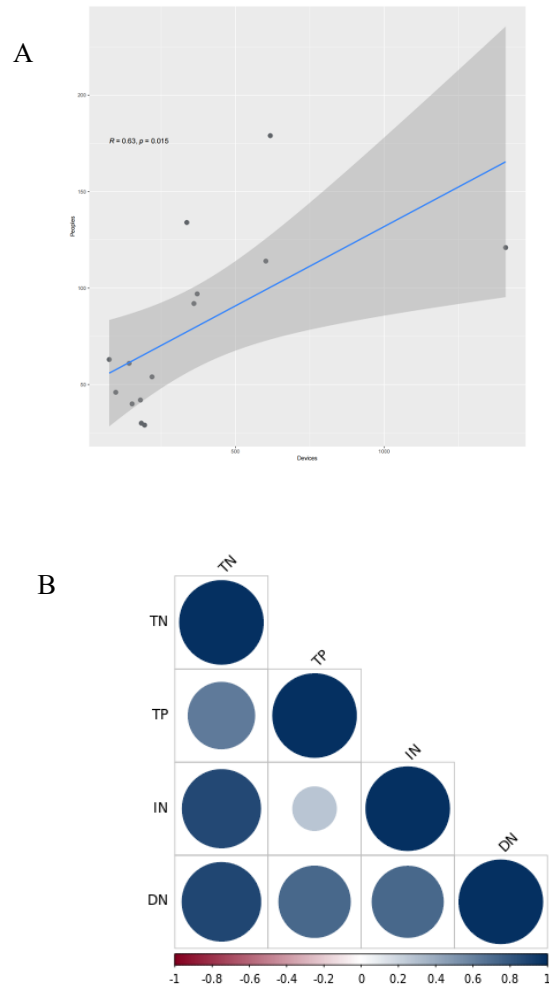 A
200
R = 0.63, p = 0.015
150
Peoples
100
50
500
1000
Devices
B
TN
TN
TP
TP
IN
IN
DN
DN
-1 -0.8 -0.6 -0.4 -0.2 0 0.2 0.4 0.6 0.8 1